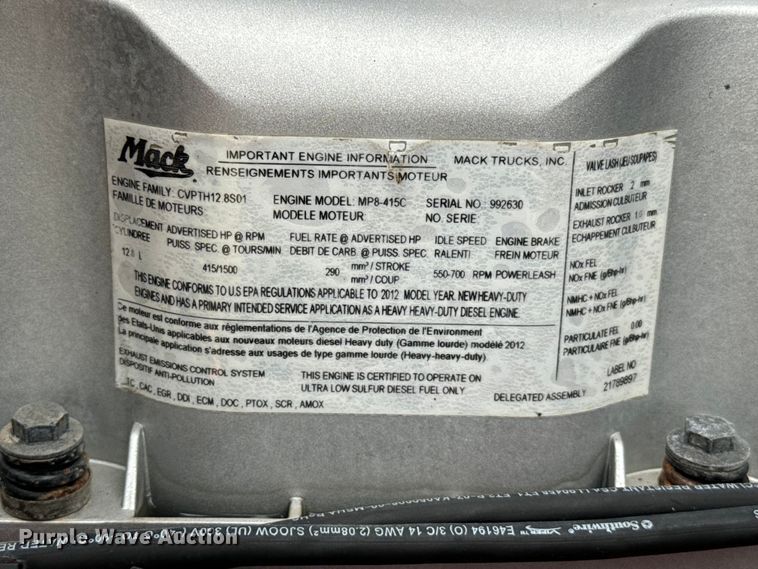 Purple Wave Auction
Mack
IMPORTANT ENGINE INFORMATION MACK TRUCKS, INC.
RENSEIGNEMENTS IMPORTANTS MOTEUR
ENGINE FAMILY: CVPTH12.8S01 ENGINE MODEL: MP8-415C SERIAL NO: 992630
FAMILLE DE MOTEURS: MODELE MOTEUR: NO. SERIE:
DISPLACEMENT ADVERTISED HP @ RPM FUEL RATE @ ADVERTISED HP IDLE SPEED ENGINE BRAKE
CYLINDREE PUISS. SPEC. @ TOURS/MIN DEBIT DE CARB. @ PUISS. SPEC RALENTI FREIN MOTEUR
12.8 L 415/1500 290 mm³ / STROKE 550-700 RPM POWERLEASH
mm³ / COUP
THIS ENGINE CONFORMS TO U.S EPA REGULATIONS APPLICABLE TO 2012 MODEL YEAR. NEW HEAVY-DUTY
ENGINES AND HAS A PRIMARY INTENDED SERVICE APPLICATION AS A HEAVY HEAVY-DUTY DIESEL ENGINE.
Ce moteur est conforme aux réglementations de l'Agence de Protection de l'Environment
des Etats-Unis applicables aux nouveaux moteurs diesel Heavy duty (Gamme lourde) modèlé 2012
La principale application s'adresse aux usages de type gamme lourde (Heavy-heavy-duty).
EXHAUST EMISSIONS CONTROL SYSTEM
DISPOSITIF ANTI-POLLUTION
THIS ENGINE IS CERTIFIED TO OPERATE ON
ULTRA LOW SULFUR DIESEL FUEL ONLY
TC, CAC, EGR, DDI, ECM, DOC, PTOX, SCR, AMOX
DELEGATED ASSEMBLY
VALVE LASH (JEU SOUPAPES)
INLET ROCKER .2 mm
ADMISSION CULBUTEUR
EXHAUST ROCKER mm
ECHAPPEMENT CULBUTEUR
NOx FEL
NOx FNE (g/Bhp-hr)
NMHC + NOx FEL
NMHC + NOx FNE (g/Bhp-hr)
PARTICULATE FEL 0.00
PARTICULAIRE FNE (g/Bhp-hr)
LABEL NO
21789897
Southwire E46194 (O) 3/C 14 AWG (2.08mm²) SJOOW (UL) 300V
Purple Wave Auction